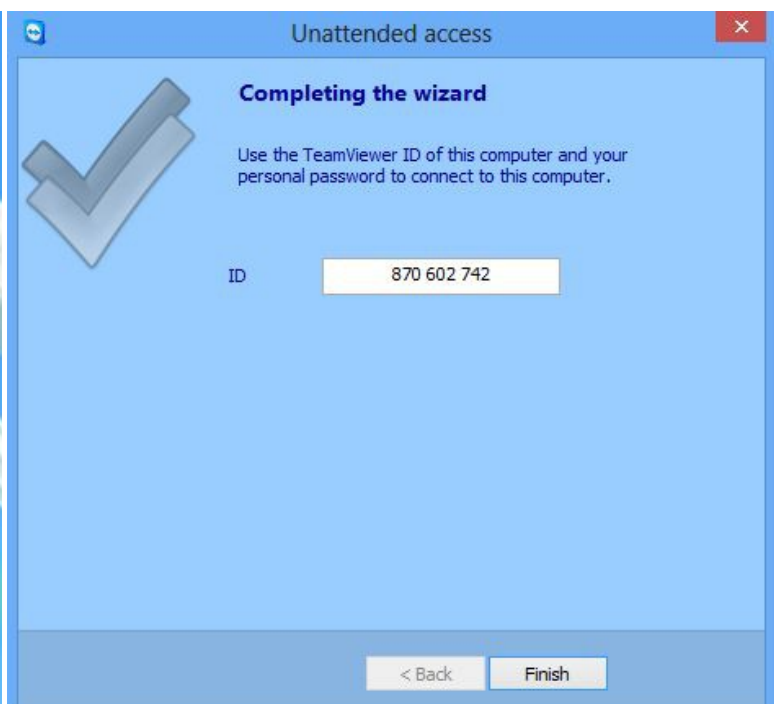 Unattended access
Completing the wizard
Use the TeamViewer ID of this computer and your
personal password to connect to this computer.
ID 870 602 742
< Back Finish